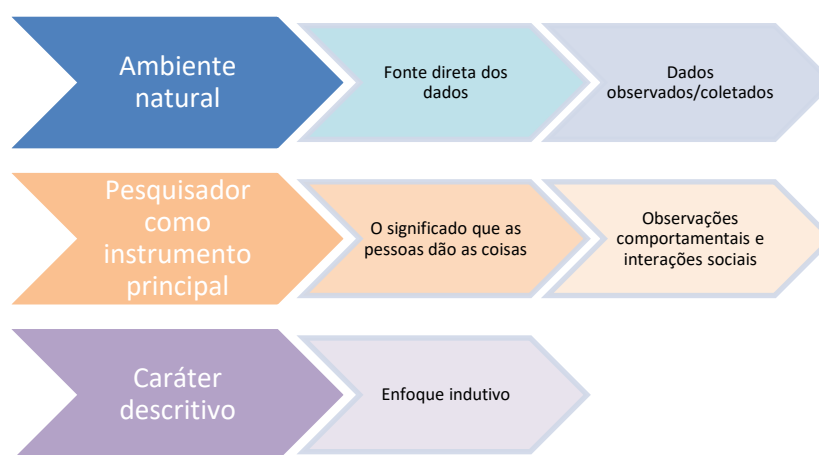 Ambiente
natural
Fonte direta dos
dados
Dados
observados/coletados
Pesquisador
como
instrumento
principal
O significado que as
pessoas dão as coisas
Observações
comportamentais e
interações sociais
Caráter
descritivo
Enfoque indutivo